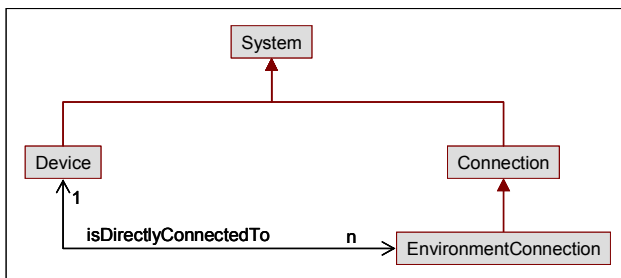 System
Device
Connection
1
isDirectlyConnectedTo
n
EnvironmentConnection